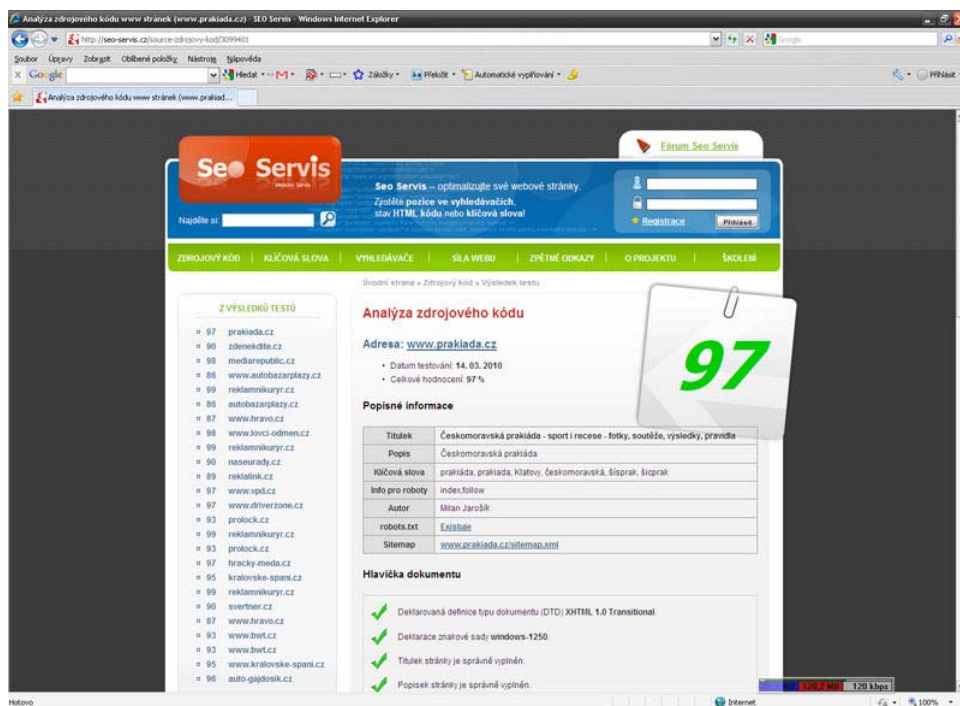 Analýza zdrojového kódu www stránek (www.prakiada.cz) - SEO Servis - Windows Internet Explorer
http://seo-servis.cz/source-zdrojovy-kod/3099401
Google
Soubor Úpravy Zobrazit Oblíbené položky Nástroje Nápověda
x Google Hledat Záložky Přeložit Automatické vyplňování Přihlásit
Analýza zdrojového kódu www stránek (www.prakiad...
Fórum Seo Servis
Seo Servis
Webový Servis
Seo Servis – optimalizujte své webové stránky.
Zjistěte pozice ve vyhledávačích,
stav HTML kódu nebo klíčová slova!
Najděte si:
Registrace Přihlásit
ZDROJOVÝ KÓD | KLÍČOVÁ SLOVA | VYHLEDÁVAČE | SÍLA WEBU | ZPĚTNÉ ODKAZY | O PROJEKTU | ŠKOLENÍ
Úvodní strana » Zdrojový kód » Výsledek testu
Z VÝSLEDKŮ TESTŮ
97 prakiada.cz
90 zdenekdite.cz
98 mediarepublic.cz
86 www.autobazarplazy.cz
99 reklamnikuryr.cz
86 autobazarplazy.cz
87 www.hravo.cz
98 www.lovci-odmen.cz
99 reklamnikuryr.cz
90 naseurady.cz
89 reklalink.cz
97 www.vpd.cz
97 www.driverzone.cz
93 prolock.cz
99 reklamnikuryr.cz
93 prolock.cz
97 hracky-meda.cz
95 kralovske-spani.cz
99 reklamnikuryr.cz
90 svertner.cz
87 www.hravo.cz
93 www.bwt.cz
93 www.bwt.cz
95 www.kralovske-spani.cz
96 auto-gajdosik.cz
Analýza zdrojového kódu
97
Adresa: www.prakiada.cz
Datum testování: 14. 03. 2010
Celkové hodnocení: 97 %
Popisné informace
Titulek Českomoravská prakiáda - sport i recese - fotky, soutěže, výsledky, pravidla
Popis Českomoravská prakiáda
Klíčová slova prakiáda, prakiada, Klatovy, českomoravská, šisprak, šicprak
Info pro roboty index,follow
Autor Milan Jarošík
robots.txt Existuje
Sitemap www.prakiada.cz/sitemap.xml
Hlavička dokumentu
Deklarovaná definice typu dokumentu (DTD) XHTML 1.0 Transitional.
Deklarace znakové sady windows-1250.
Titulek stránky je správně vyplněn.
Popisek stránky je správně vyplněn.
120,2 MB 120 kbps
Hotovo Internet 100%